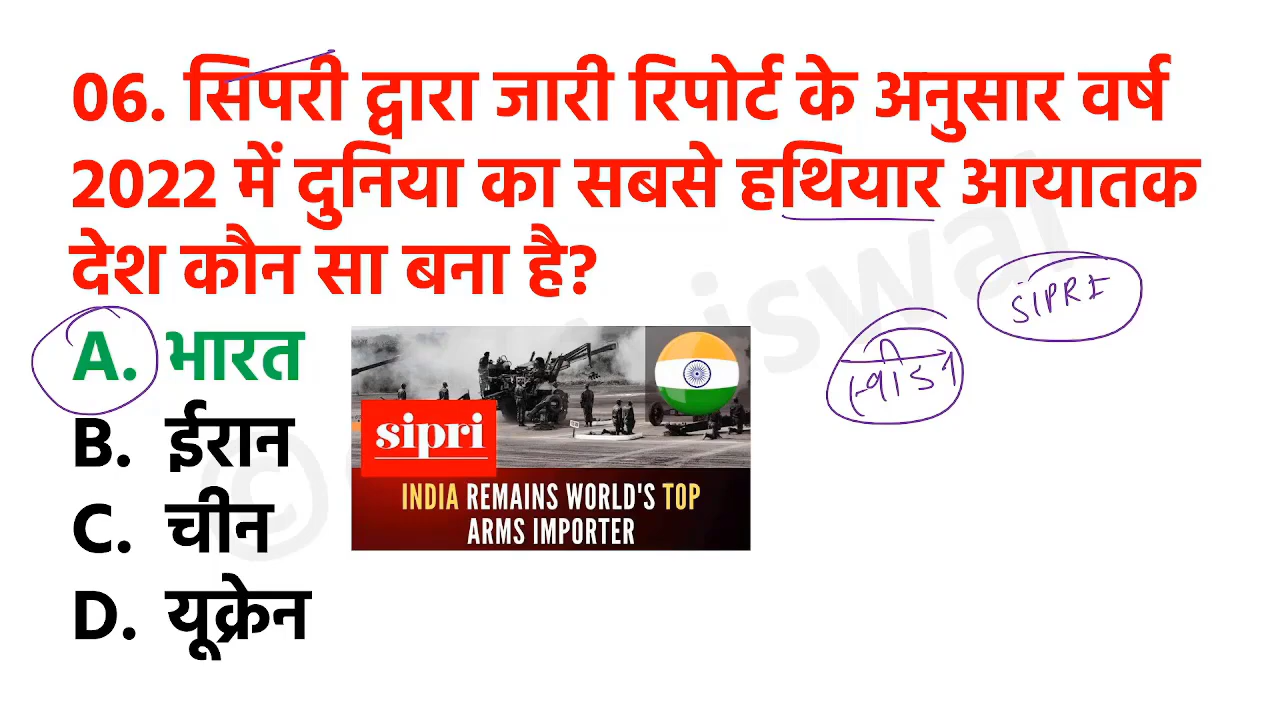 06. सिपरी द्वारा जारी रिपोर्ट के अनुसार वर्ष
2022 में दुनिया का सबसे हथियार आयातक
देश कौन सा बना है?
A. भारत
B. ईरान
C. चीन
D. यूक्रेन
sipri
INDIA REMAINS WORLD'S TOP
ARMS IMPORTER
SIPRI